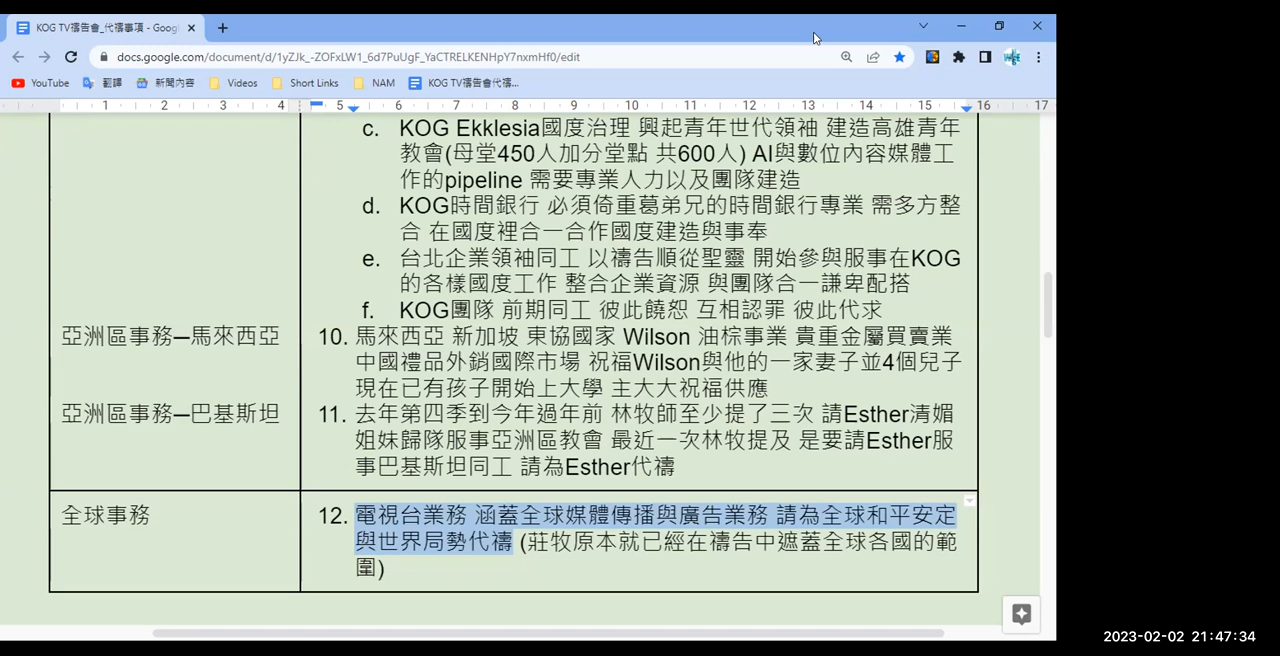 KOG TV禱告會_代禱事項 - Goog
docs.google.com/document/d/1yZJk_-ZOFxLW1_6d7PuUgF_YaCTRELKENHpY7nxmHf0/edit
YouTube 翻譯 新聞內容 Videos Short Links NAM KOG TV禱告會代禱...
1 2 3 4 5 6 7 8 9 10 11 12 13 14 15 16 17
c. KOG Ekklesia國度治理 興起青年世代領袖 建造高雄青年
教會(母堂450人加分堂點 共600人) AI與數位內容媒體工
作的pipeline 需要專業人力以及團隊建造
d. KOG時間銀行 必須倚重葛弟兄的時間銀行專業 需多方整
合 在國度裡合一合作國度建造與事奉
e. 台北企業領袖同工 以禱告順從聖靈 開始參與服事在KOG
的各樣國度工作 整合企業資源 與團隊合一謙卑配搭
f. KOG團隊 前期同工 彼此饒恕 互相認罪 彼此代求
亞洲區事務—馬來西亞
10. 馬來西亞 新加坡 東協國家 Wilson 油棕事業 貴重金屬買賣業
中國禮品外銷國際市場 祝福Wilson與他的一家妻子並4個兒子
現在已有孩子開始上大學 主大大祝福供應
亞洲區事務—巴基斯坦
11. 去年第四季到今年過年前 林牧師至少提了三次 請Esther清媚
姐妹歸隊服事亞洲區教會 最近一次林牧提及 是要請Esther服
事巴基斯坦同工 請為Esther代禱
全球事務
12. 電視台業務 涵蓋全球媒體傳播與廣告業務 請為全球和平安定
與世界局勢代禱 (莊牧原本就已經在禱告中遮蓋全球各國的範
圍)
2023-02-02 21:47:34